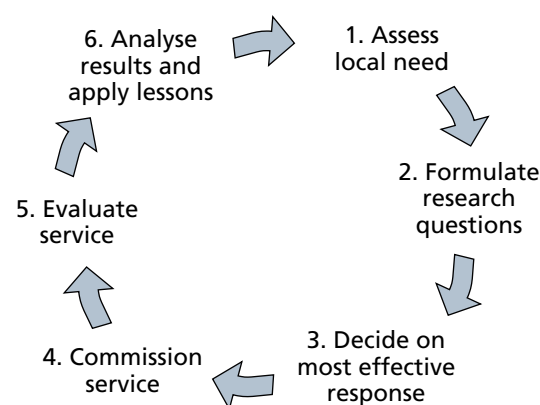 1. Assess
local need
2. Formulate
research
questions
3. Decide on
most effective
response
4. Commission
service
5. Evaluate
service
6. Analyse
results and
apply lessons